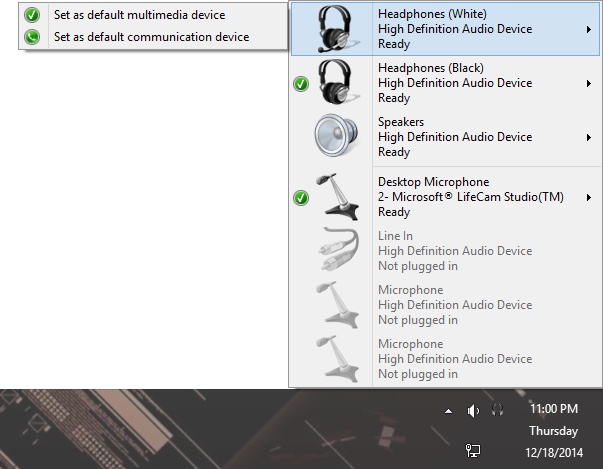 Set as default multimedia device
Set as default communication device
Headphones (White)
High Definition Audio Device
Ready
Headphones (Black)
High Definition Audio Device
Ready
Speakers
High Definition Audio Device
Ready
Desktop Microphone
2- Microsoft® LifeCam Studio(TM)
Ready
Line In
High Definition Audio Device
Not plugged in
Microphone
High Definition Audio Device
Not plugged in
Microphone
High Definition Audio Device
Not plugged in
11:00 PM
Thursday
12/18/2014